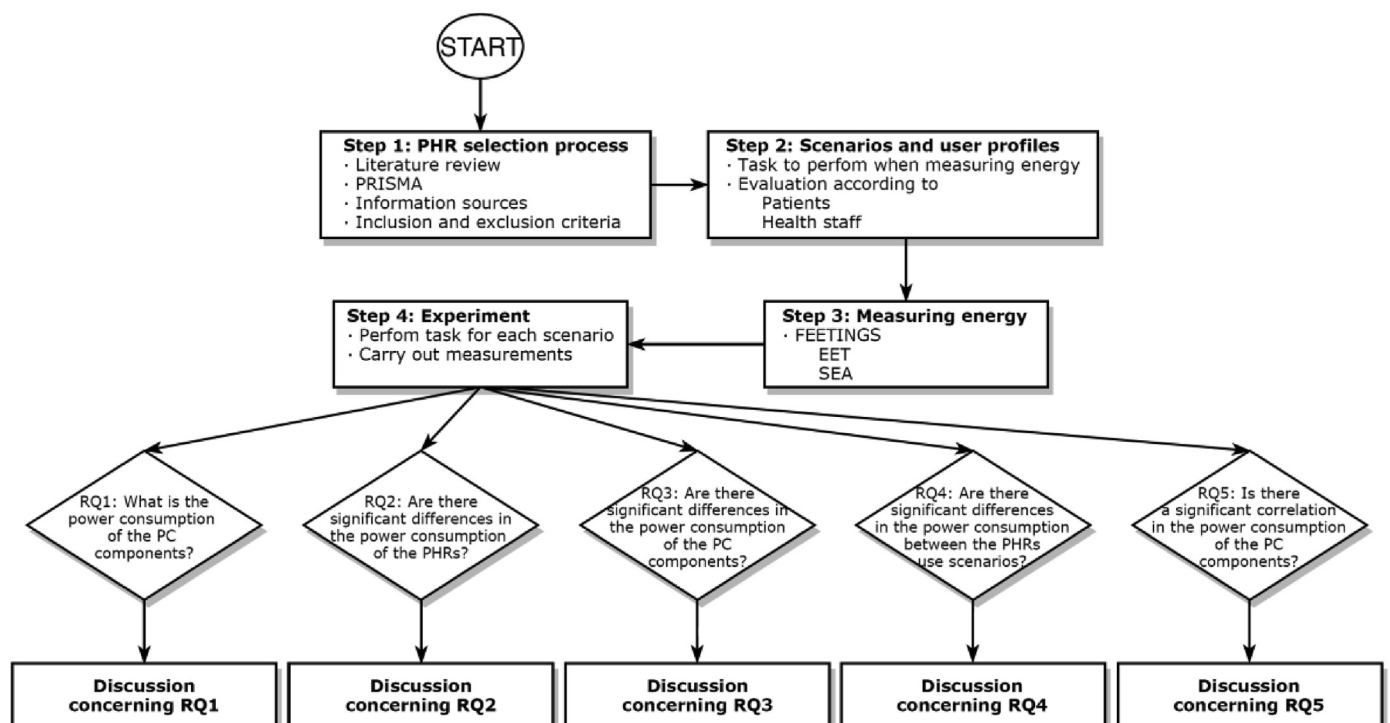 START
Step 1: PHR selection process
· Literature review
· PRISMA
· Information sources
· Inclusion and exclusion criteria
Step 2: Scenarios and user profiles
· Task to perfom when measuring energy
· Evaluation according to
Patients
Health staff
Step 4: Experiment
· Perfom task for each scenario
· Carry out measurements
Step 3: Measuring energy
· FEETINGS
EET
SEA
RQ1: What is the
power consumption
of the PC
components?
RQ2: Are there
significant differences in
the power consumption
of the PHRs?
RQ3: Are there
significant differences in
the power consumption
of the PC
components?
RQ4: Are there
significant differences
in the power consumption
between the PHRs
use scenarios?
RQ5: Is there
a significant correlation
in the power consumption
of the PC
components?
Discussion
concerning RQ1
Discussion
concerning RQ2
Discussion
concerning RQ3
Discussion
concerning RQ4
Discussion
concerning RQ5